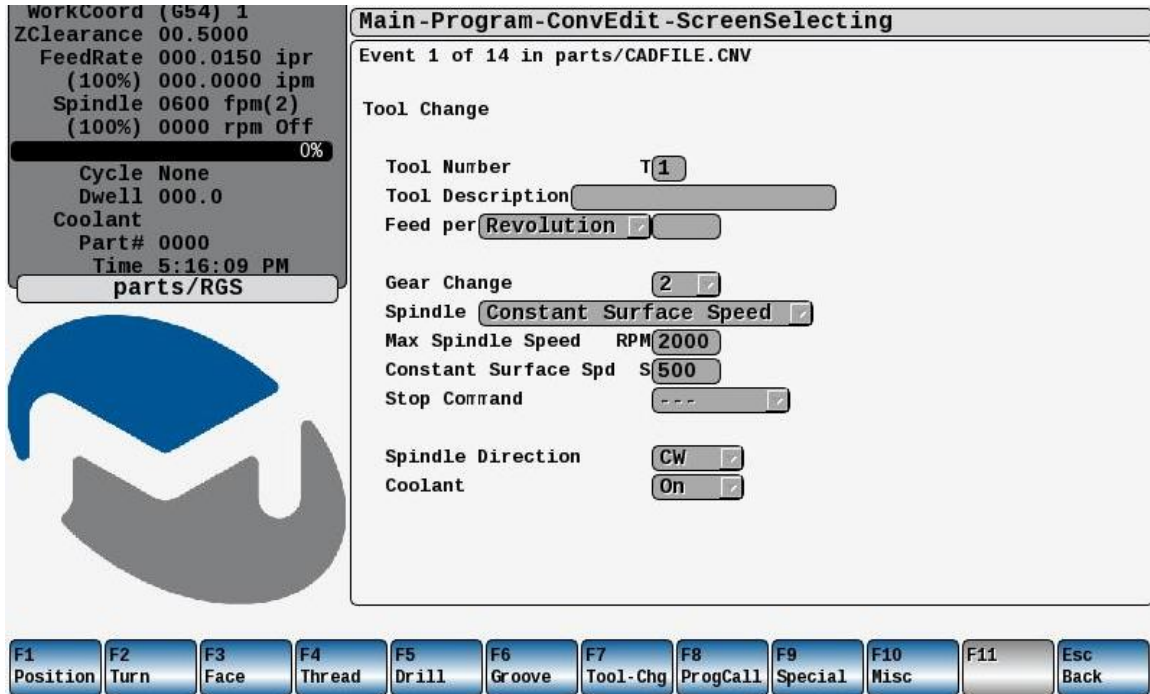 WorkCoord (G54) 1
ZClearance 00.5000
FeedRate 000.0150 ipr
(100%) 000.0000 ipm
Spindle 0600 fpm(2)
(100%) 0000 rpm Off
0%
Cycle None
Dwell 000.0
Coolant
Part# 0000
Time 5:16:09 PM
parts/RGS
Main-Program-ConvEdit-ScreenSelecting
Event 1 of 14 in parts/CADFILE.CNV
Tool Change
Tool Number T 1
Tool Description
Feed per Revolution
Gear Change 2
Spindle Constant Surface Speed
Max Spindle Speed RPM 2000
Constant Surface Spd S 500
Stop Command ---
Spindle Direction CW
Coolant On
F1 Position
F2 Turn
F3 Face
F4 Thread
F5 Drill
F6 Groove
F7 Tool-Chg
F8 ProgCall
F9 Special
F10 Misc
F11
Esc Back